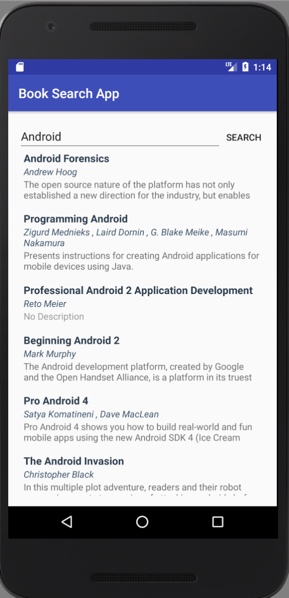 1:14
Book Search App
Android
SEARCH
Android Forensics
Andrew Hoog
The open source nature of the platform has not only
established a new direction for the industry, but enables
Programming Android
Zigurd Mednieks , Laird Dornin , G. Blake Meike , Masumi
Nakamura
Presents instructions for creating Android applications for
mobile devices using Java.
Professional Android 2 Application Development
Reto Meier
No Description
Beginning Android 2
Mark Murphy
The Android development platform, created by Google
and the Open Handset Alliance, is a platform in its truest
Pro Android 4
Satya Komatineni , Dave MacLean
Pro Android 4 shows you how to build real-world and fun
mobile apps using the new Android SDK 4 (Ice Cream
The Android Invasion
Christopher Black
In this multiple plot adventure, readers and their robot